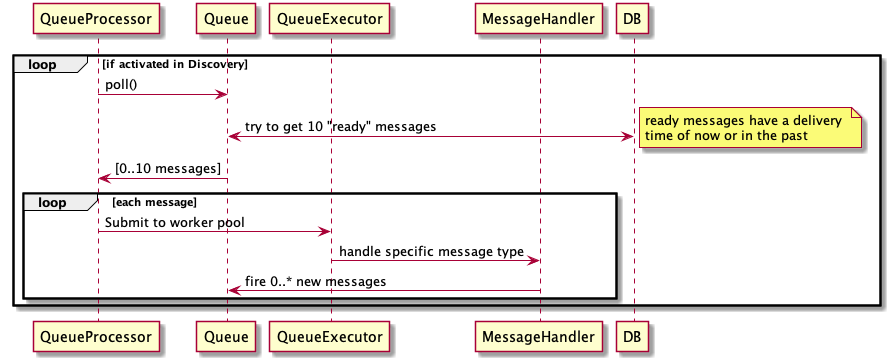 QueueProcessor Queue QueueExecutor MessageHandler DB
loop [if activated in Discovery]
poll()
try to get 10 "ready" messages
ready messages have a delivery
time of now or in the past
[0..10 messages]
loop [each message]
Submit to worker pool
handle specific message type
fire 0..* new messages
QueueProcessor Queue QueueExecutor MessageHandler DB